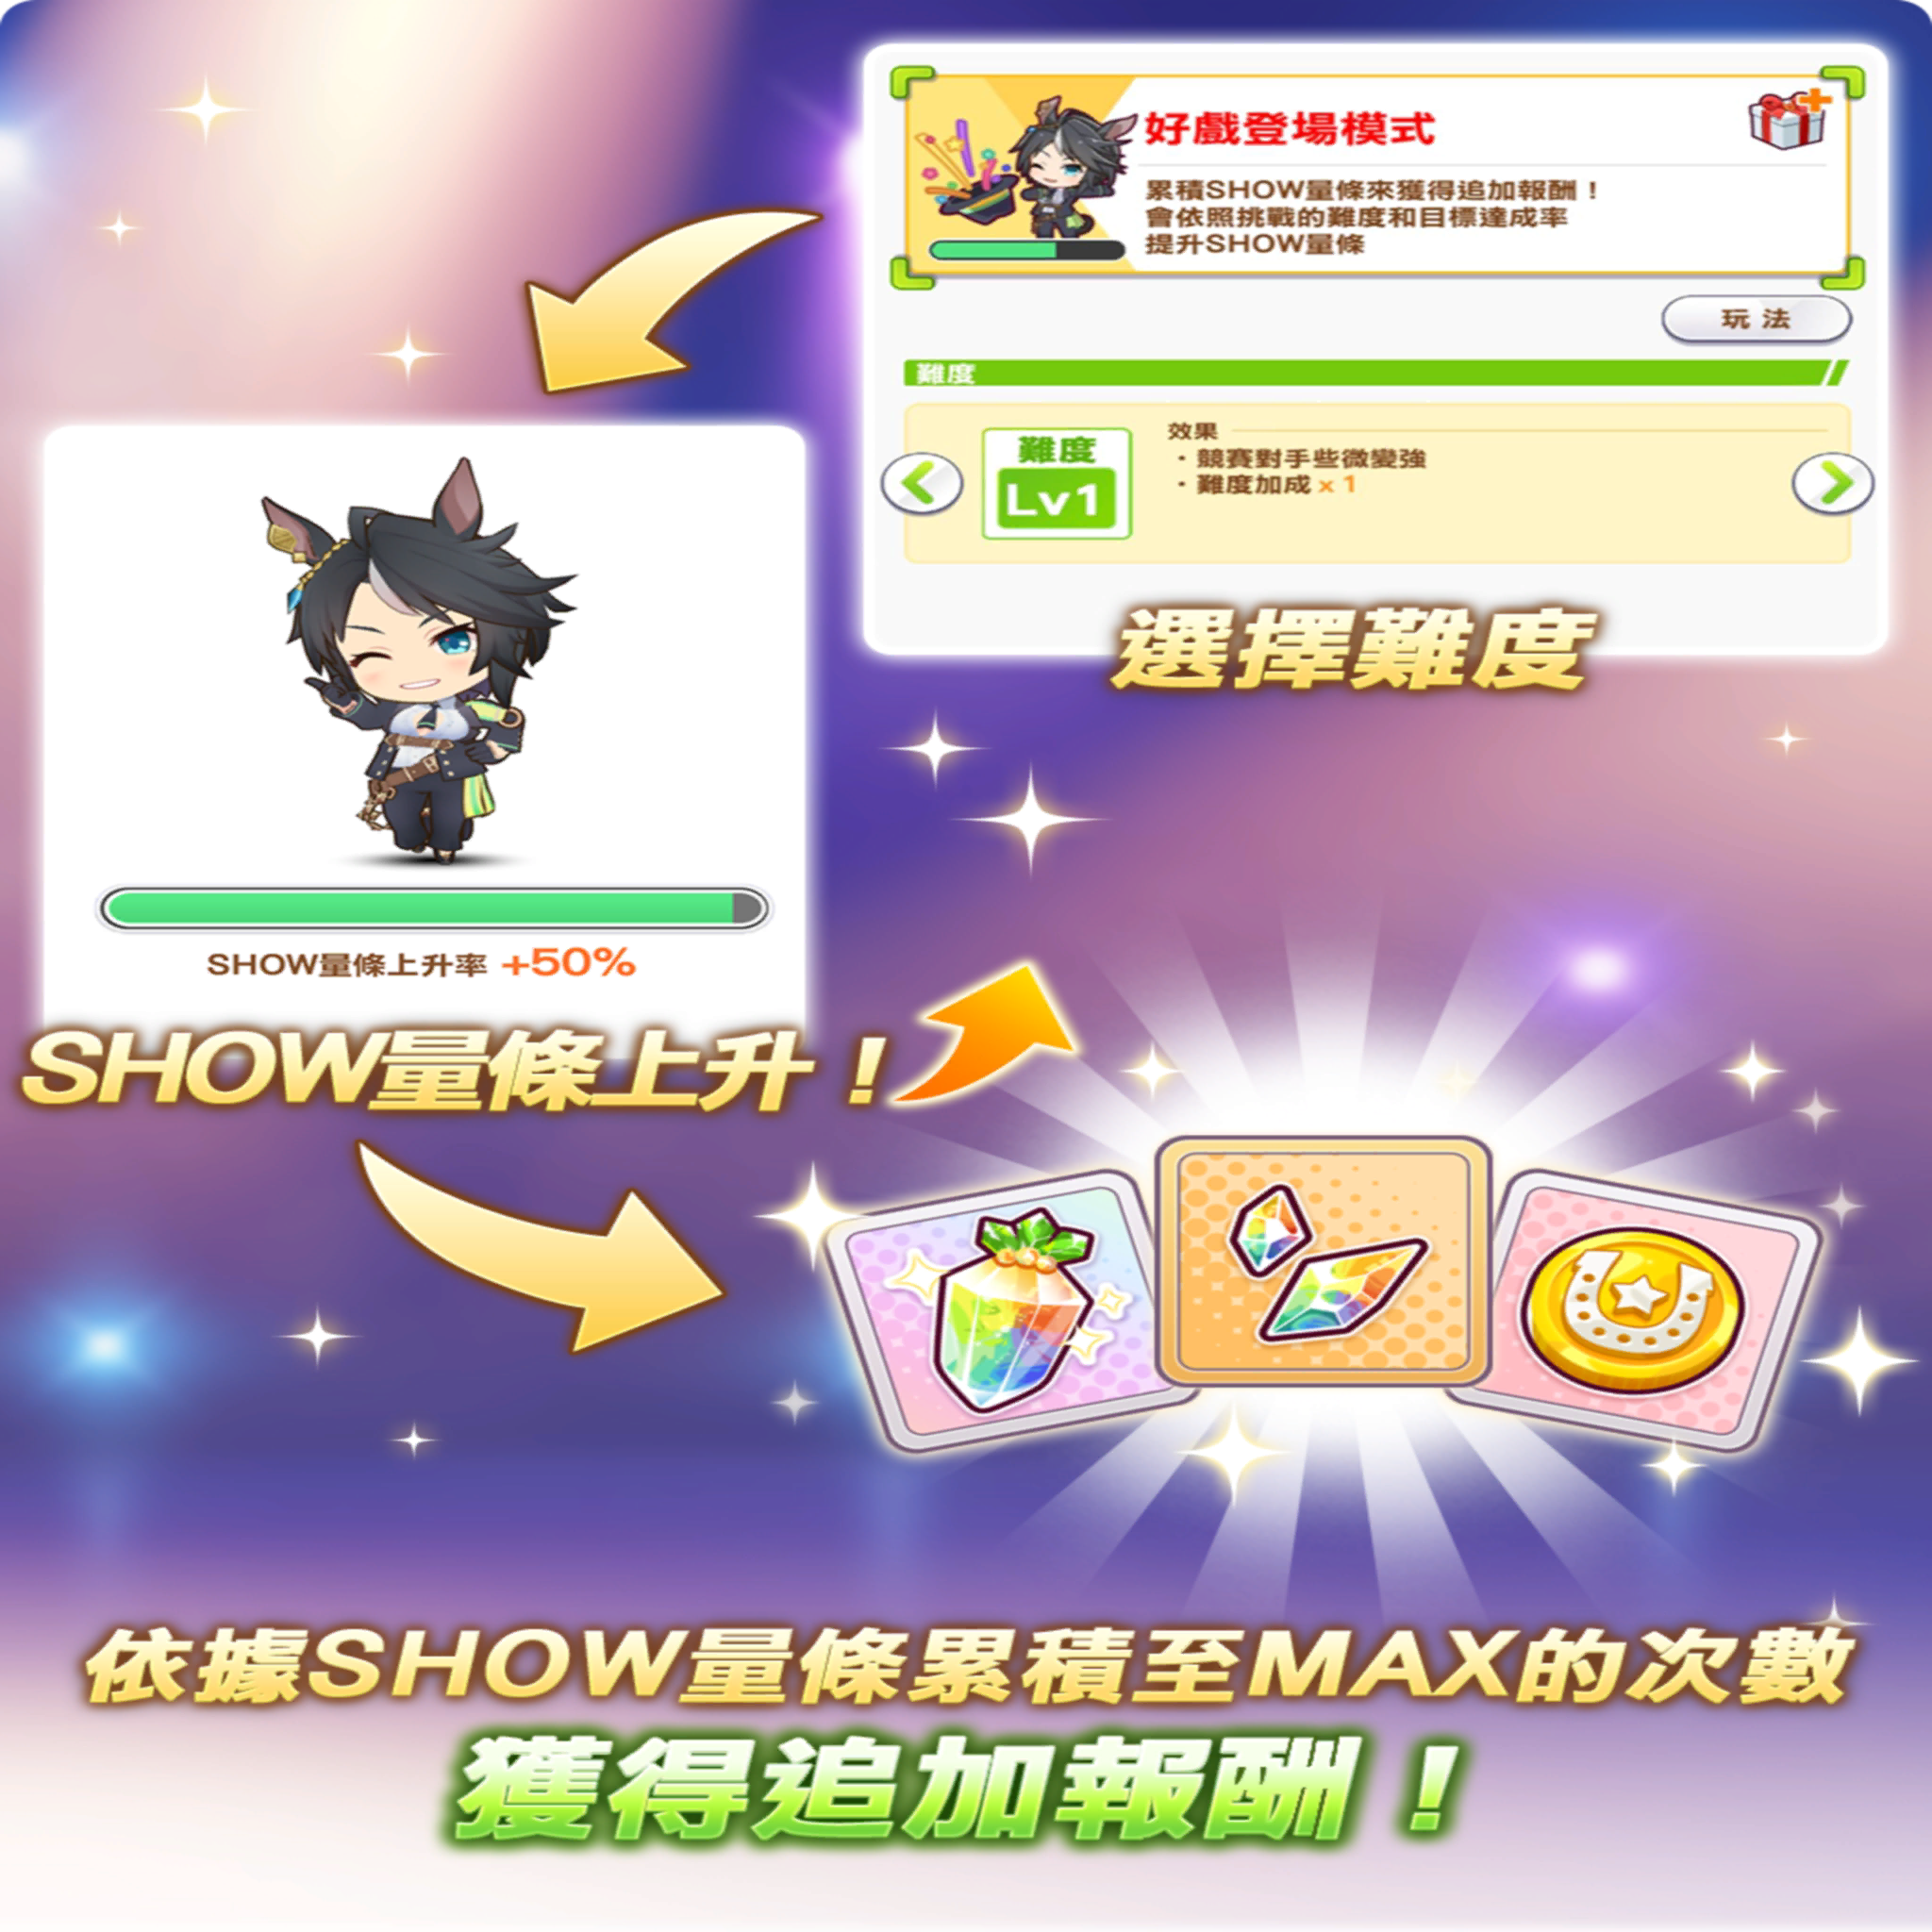 好戲登場模式
累積SHOW量條來獲得追加報酬！
會依照挑戰的難度和目標達成率
提升SHOW量條
玩法
難度
難度
Lv1
效果
・競賽對手些微變強
・難度加成 x 1
選擇難度
SHOW量條上升率 +50%
SHOW量條上升！
依據SHOW量條累積至MAX的次數
獲得追加報酬！